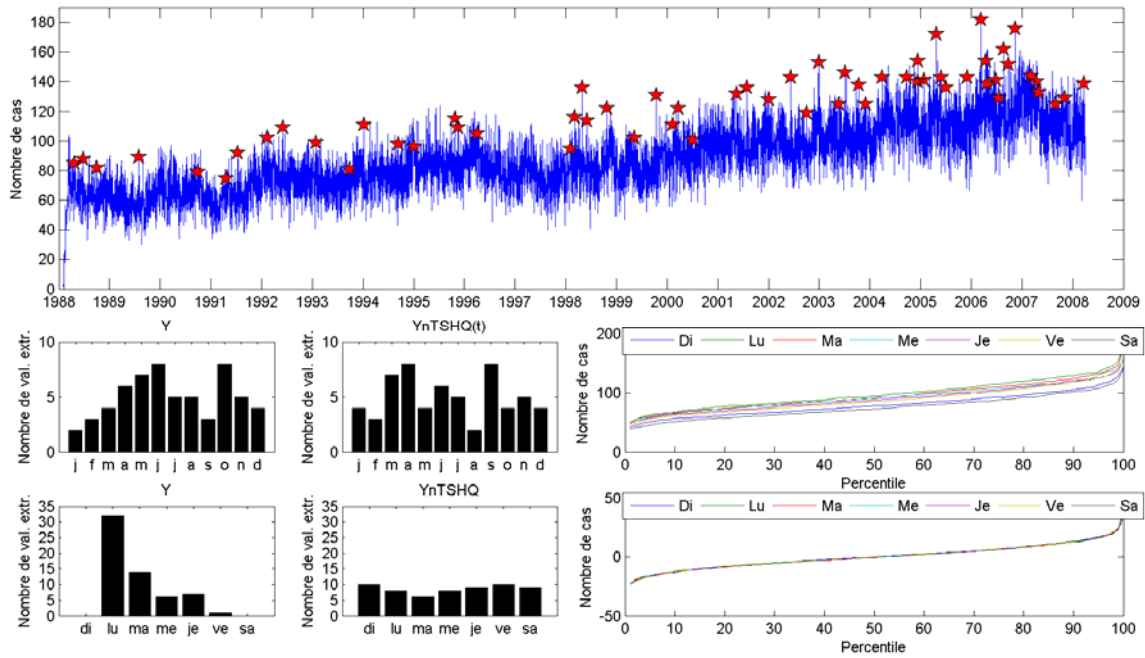 180
160
140
120
100
80
60
40
20
0
Nombre de cas
1988 1989 1990 1991 1992 1993 1994 1995 1996 1997 1998 1999 2000 2001 2002 2003 2004 2005 2006 2007 2008 2009
Y
10
5
0
Nombre de val. extr.
j f m a m j j a s o n d
YnTSHQ(t)
10
5
0
Nombre de val. extr.
j f m a m j j a s o n d
200
100
0
Nombre de cas
Di Lu Ma Me Je Ve Sa
0 10 20 30 40 50 60 70 80 90 100
Percentile
Y
35
30
25
20
15
10
5
0
Nombre de val. extr.
di lu ma me je ve sa
YnTSHQ
35
30
25
20
15
10
5
0
Nombre de val. extr.
di lu ma me je ve sa
50
0
-50
Nombre de cas
Di Lu Ma Me Je Ve Sa
0 10 20 30 40 50 60 70 80 90 100
Percentile